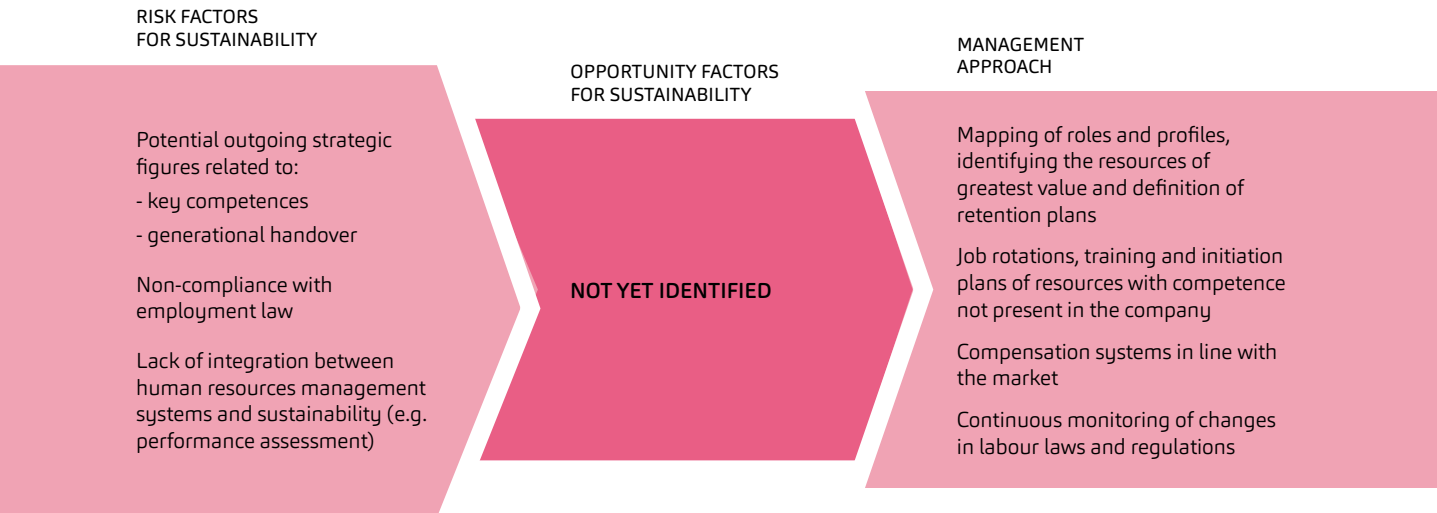 RISK FACTORS
FOR SUSTAINABILITY
Potential outgoing strategic
figures related to:
- key competences
- generational handover
Non-compliance with
employment law
Lack of integration between
human resources management
systems and sustainability (e.g.
performance assessment)
OPPORTUNITY FACTORS
FOR SUSTAINABILITY
NOT YET IDENTIFIED
MANAGEMENT
APPROACH
Mapping of roles and profiles,
identifying the resources of
greatest value and definition of
retention plans
Job rotations, training and initiation
plans of resources with competence
not present in the company
Compensation systems in line with
the market
Continuous monitoring of changes
in labour laws and regulations